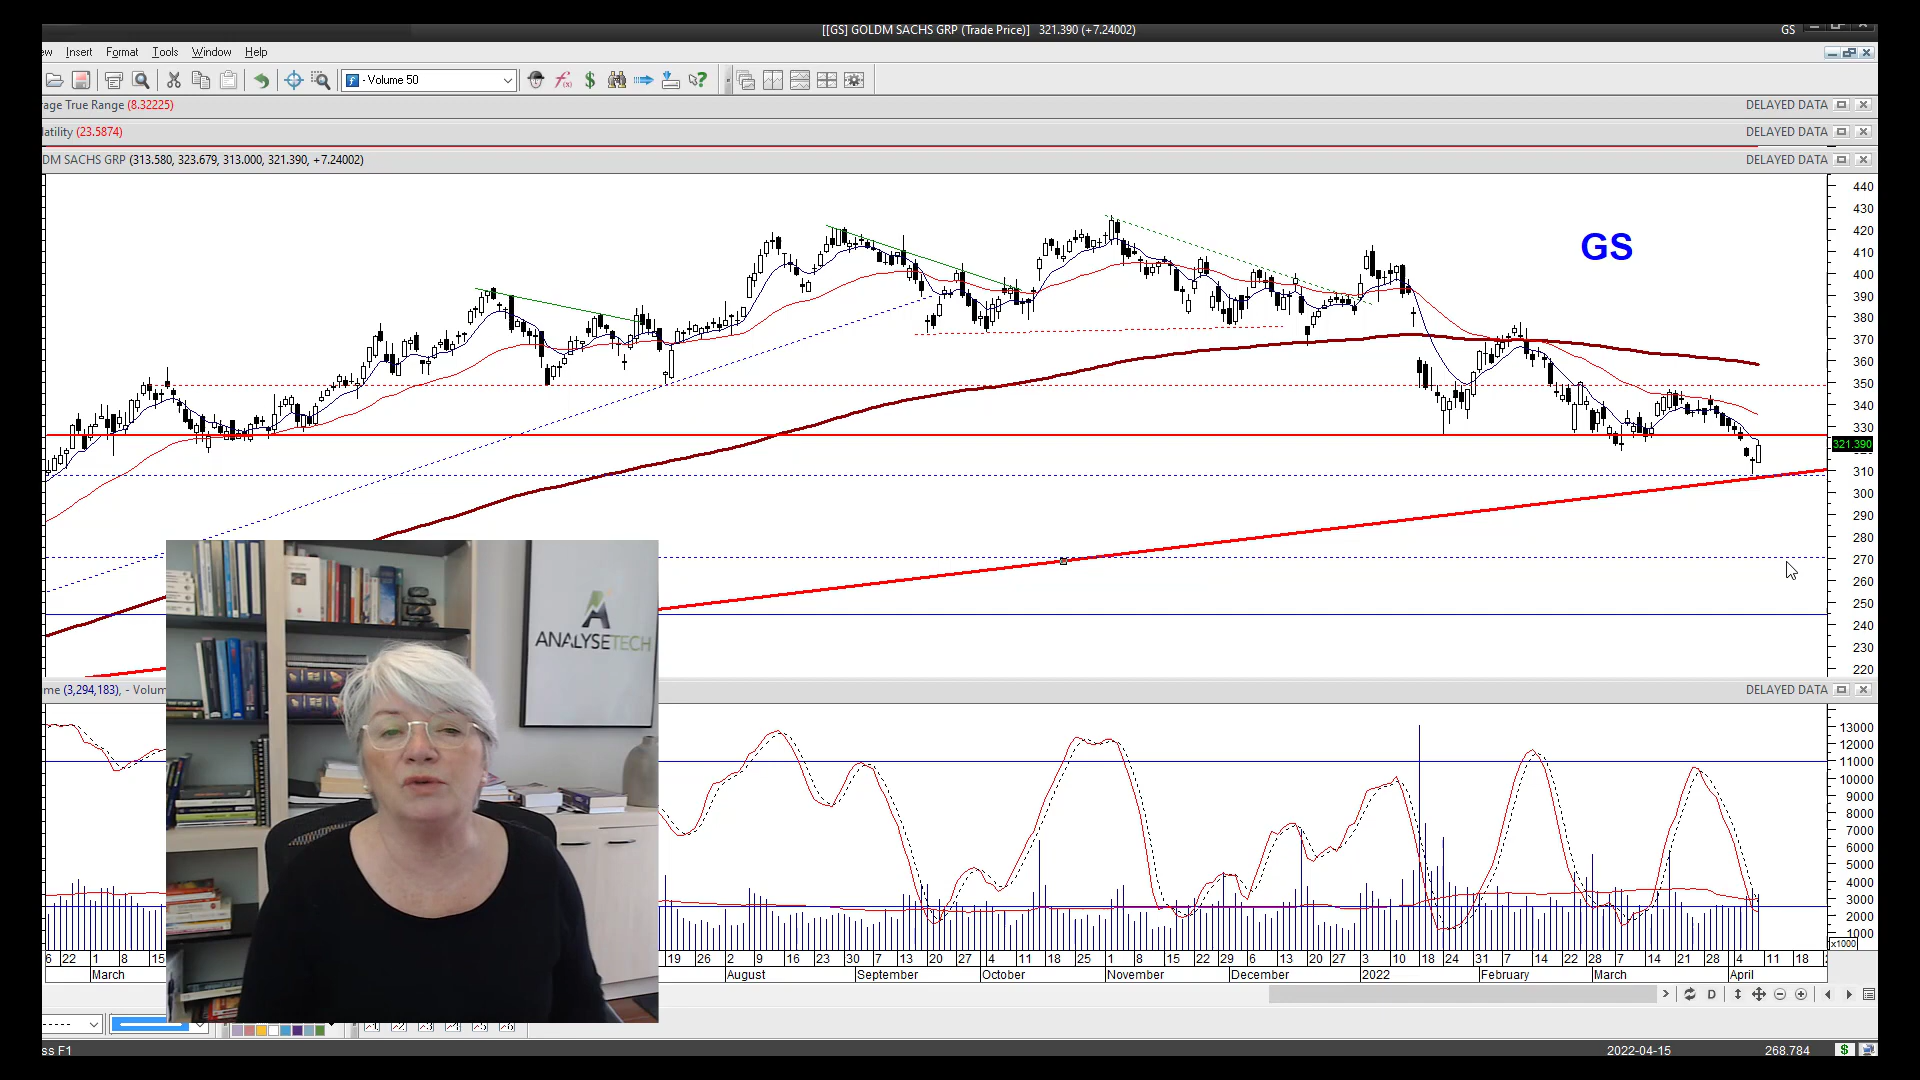 [[GS] GOLDM SACHS GRP (Trade Price)] 321.390 (+7.24002) GS
ew Insert Format Tools Window Help
- Volume 50
rage True Range (8.32225) DELAYED DATA
latility (23.5874) DELAYED DATA
DM SACHS GRP (313.580, 323.679, 313.000, 321.390, +7.24002) DELAYED DATA
GS
440
430
420
410
400
390
380
370
360
350
340
330
321.390
310
300
290
280
270
260
250
240
230
220
ANALYSETECH
ume (3,294,183), - Volum DELAYED DATA
13000
12000
11000
10000
9000
8000
7000
6000
5000
4000
3000
2000
1000
x1000
6 22 1 8 15 19 26 2 9 16 23 30 7 13 20 27 4 11 18 25 1 8 15 22 29 6 13 20 27 3 10 18 24 31 7 14 22 28 7 14 21 28 4 11 18
March August September October November December 2022 February March April
D
ss F1 2022-04-15 268.784 $